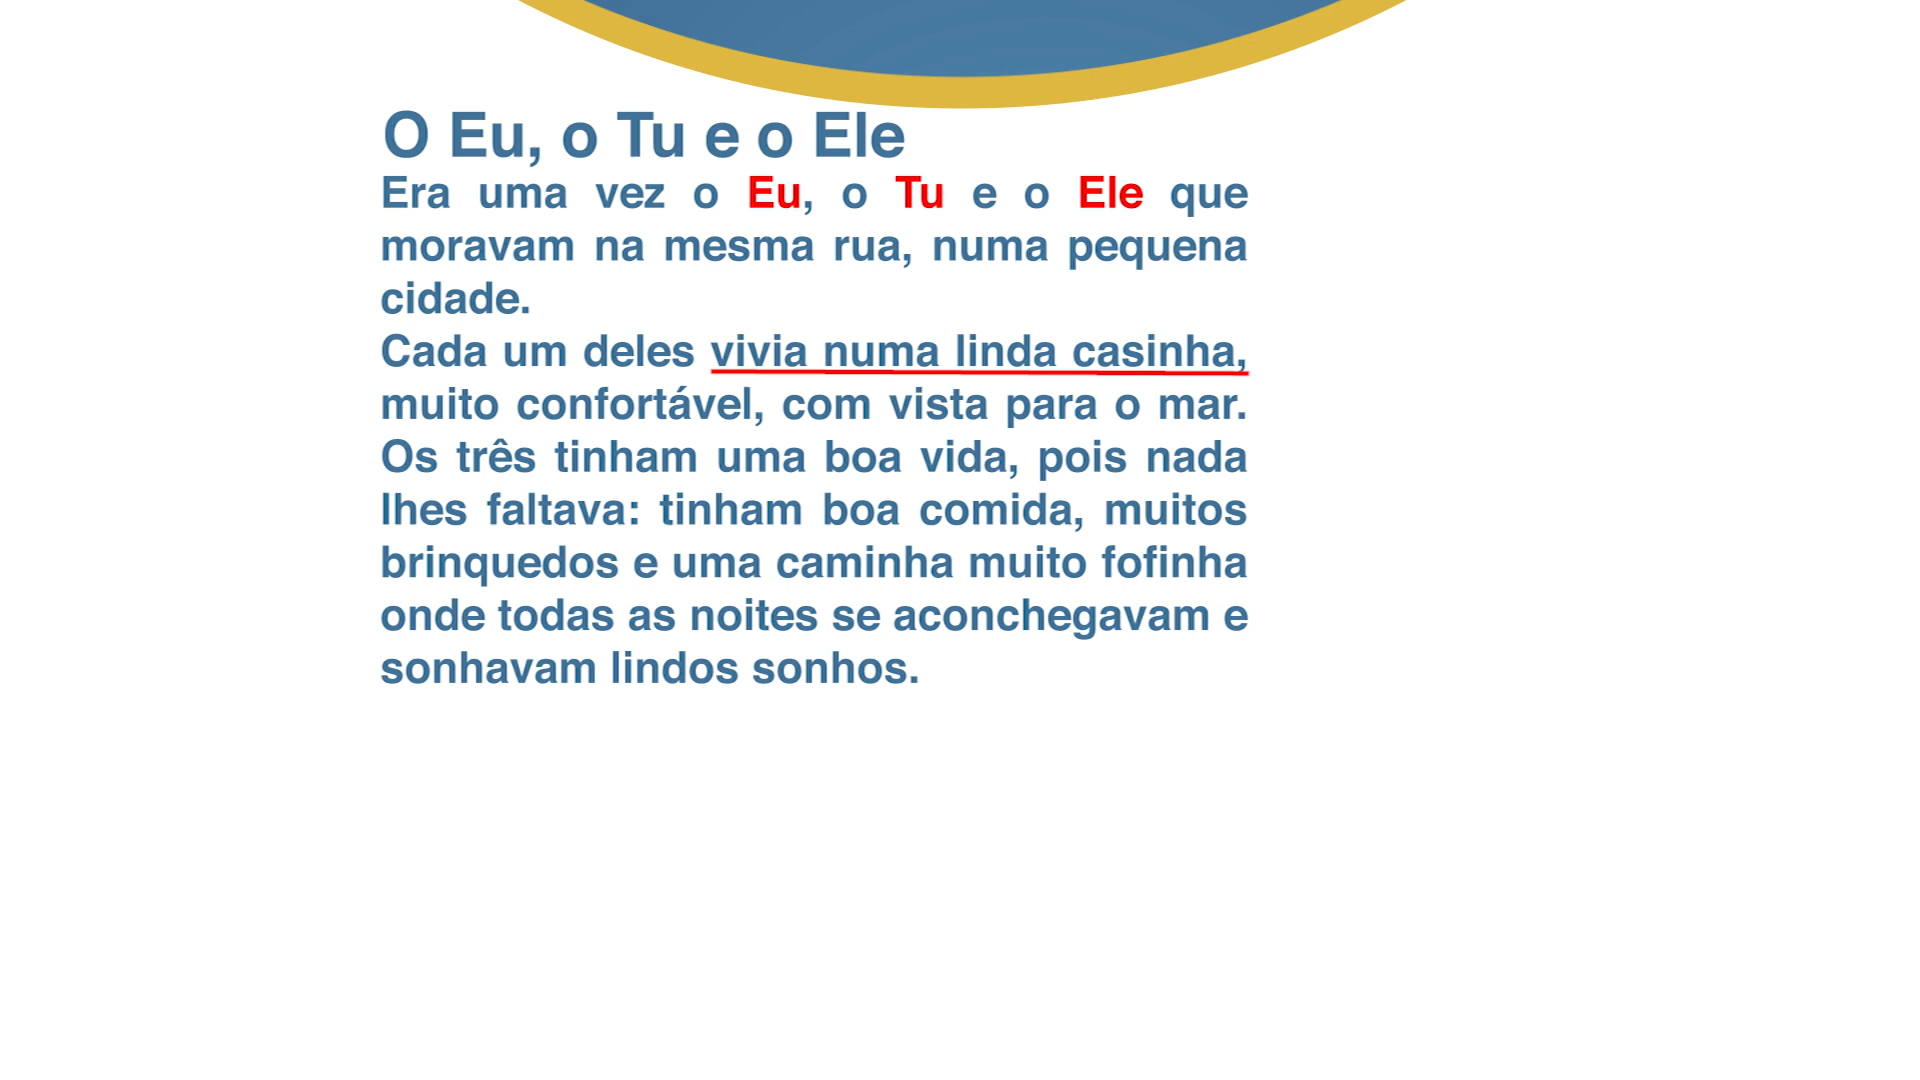 O Eu, o Tu e o Ele
Era uma vez o Eu, o Tu e o Ele que
moravam na mesma rua, numa pequena
cidade.
Cada um deles vivia numa linda casinha,
muito confortável, com vista para o mar.
Os três tinham uma boa vida, pois nada
lhes faltava: tinham boa comida, muitos
brinquedos e uma caminha muito fofinha
onde todas as noites se aconchegavam e
sonhavam lindos sonhos.